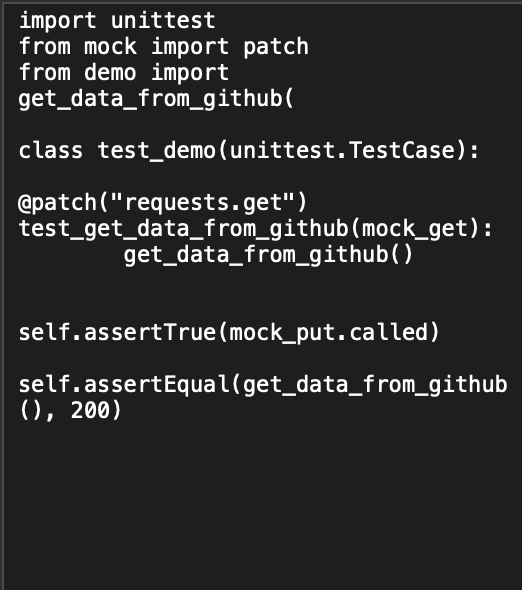 import unittest
from mock import patch
from demo import
get_data_from_github(

class test_demo(unittest.TestCase):

@patch("requests.get")
test_get_data_from_github(mock_get):
        get_data_from_github()


self.assertTrue(mock_put.called)

self.assertEqual(get_data_from_github
(), 200)